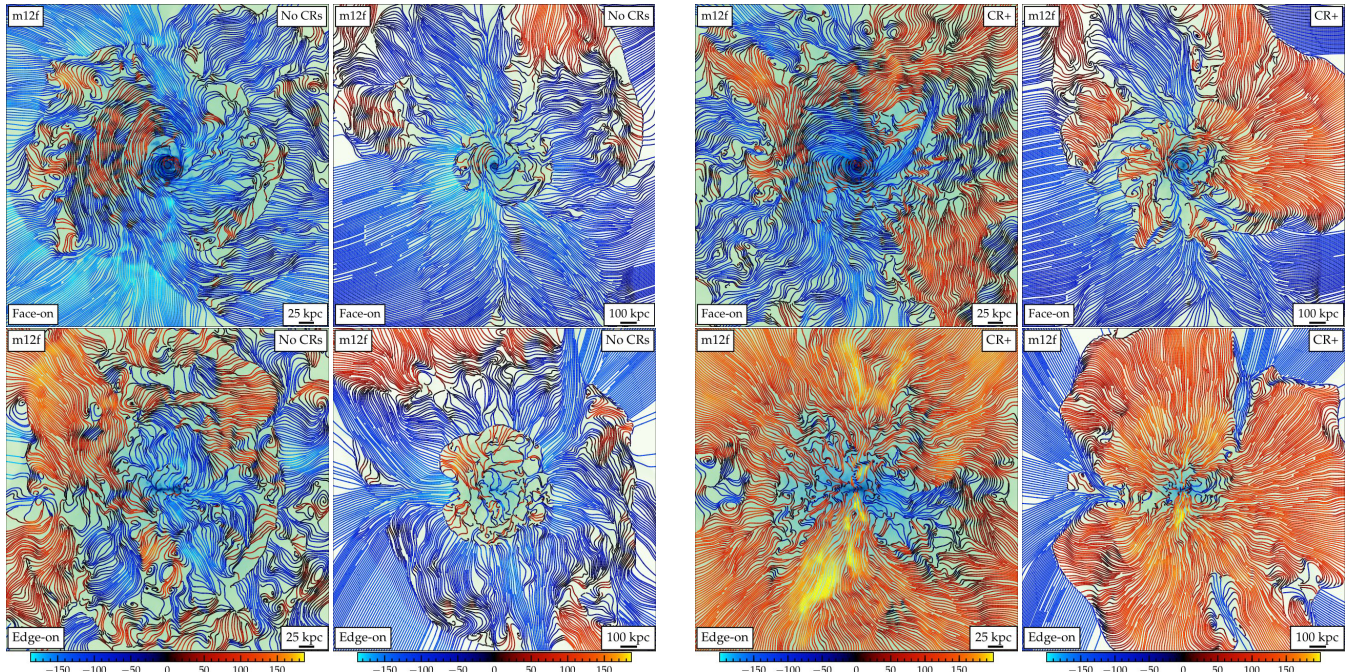 m12f No CRs m12f No CRs m12f CR+ m12f CR+
Face-on 25 kpc Face-on 100 kpc Face-on 25 kpc Face-on 100 kpc
m12f No CRs m12f No CRs m12f CR+ m12f CR+
Edge-on 25 kpc Edge-on 100 kpc Edge-on 25 kpc Edge-on 100 kpc
−150 −100 −50 0 50 100 150 −150 −100 −50 0 50 100 150 −150 −100 −50 0 50 100 150 −150 −100 −50 0 50 100 150